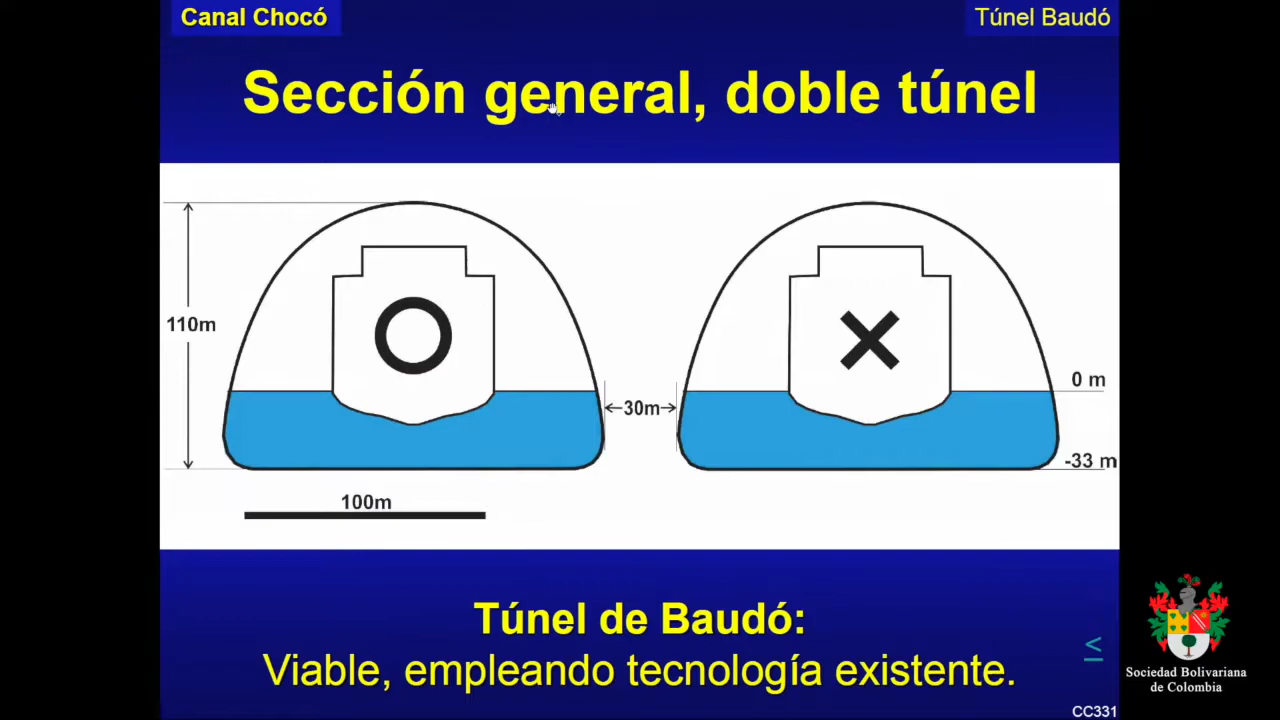 Canal Chocó
Túnel Baudó
Sección general, doble túnel
110m
30m
0 m
-33 m
100m
Túnel de Baudó:
Viable, empleando tecnología existente.
<
Sociedad Bolivariana
de Colombia
CC331